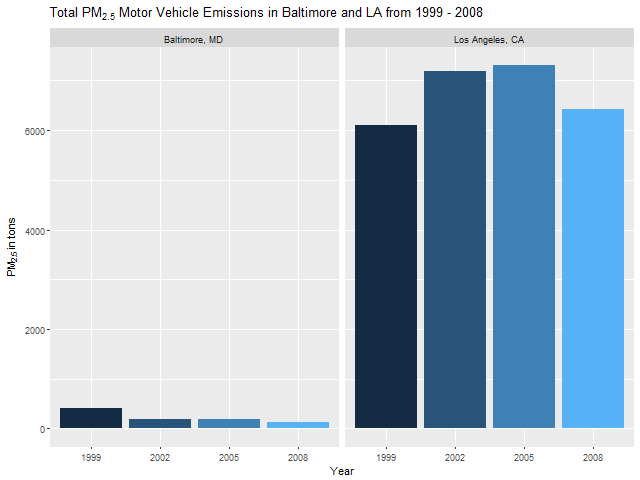 Total PM2.5 Motor Vehicle Emissions in Baltimore and LA from 1999 - 2008
Baltimore, MD
Los Angeles, CA
6000
4000
2000
0
PM2.5 in tons
1999 2002 2005 2008
1999 2002 2005 2008
Year